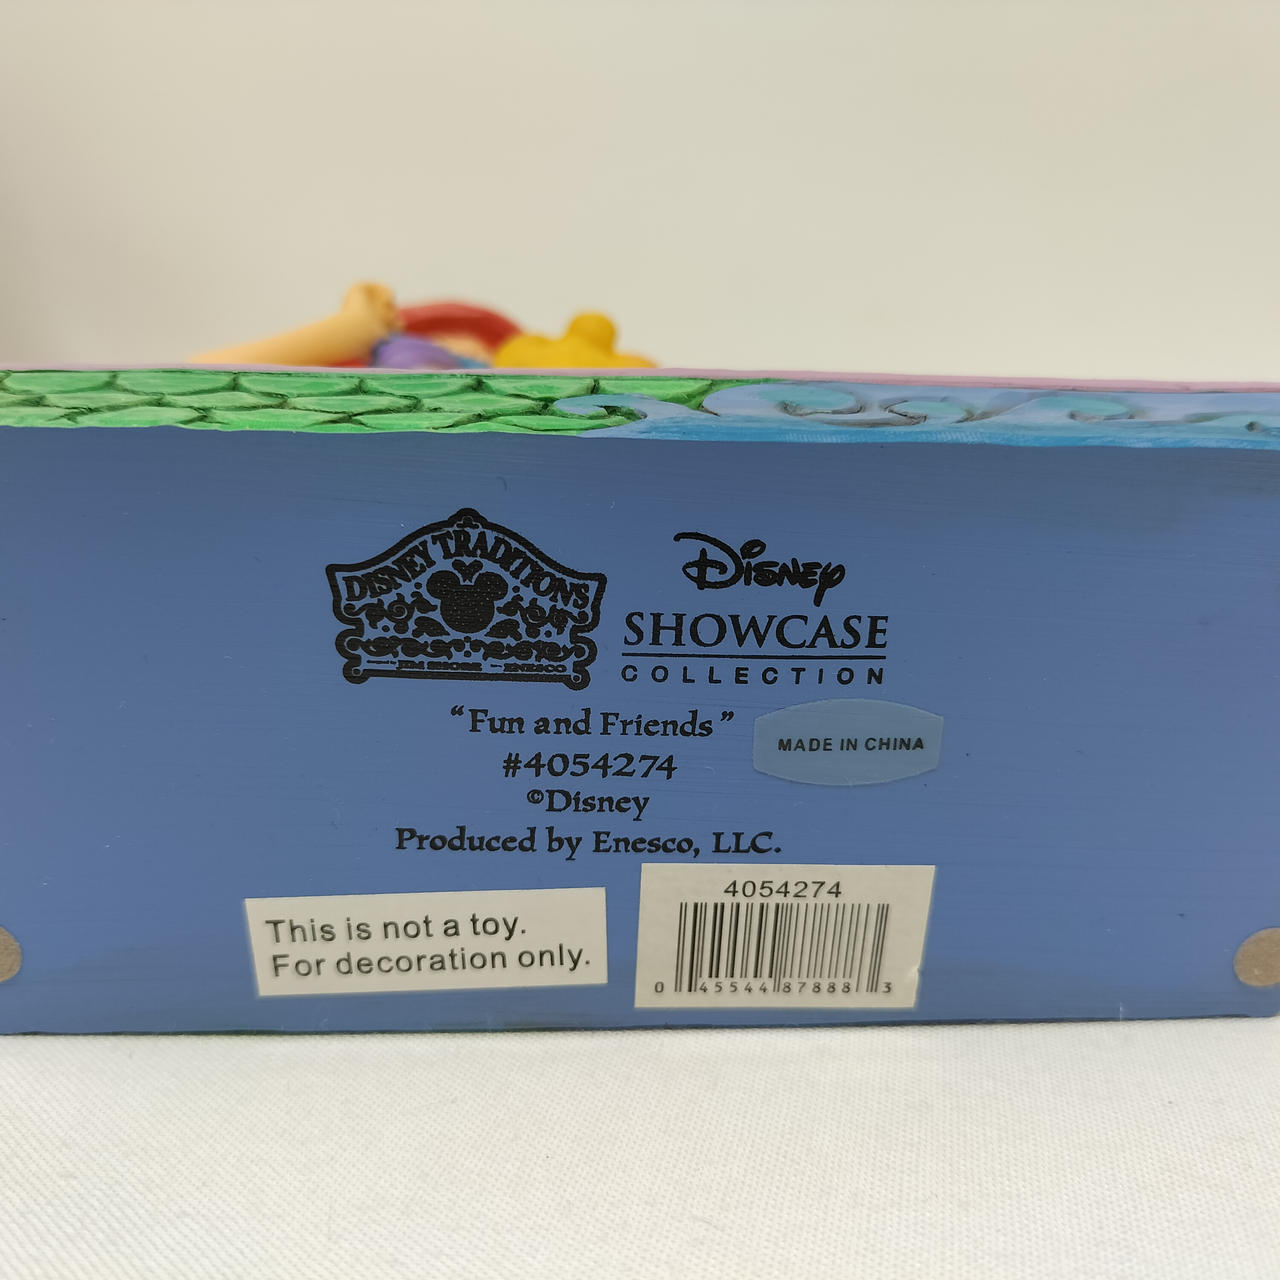 DISNEY TRADITIONS
JIM SHORE ENESCO
Disney
SHOWCASE
COLLECTION
“Fun and Friends”
#4054274
MADE IN CHINA
©Disney
Produced by Enesco, LLC.
This is not a toy.
For decoration only.
4054274
0 45544 87888 3